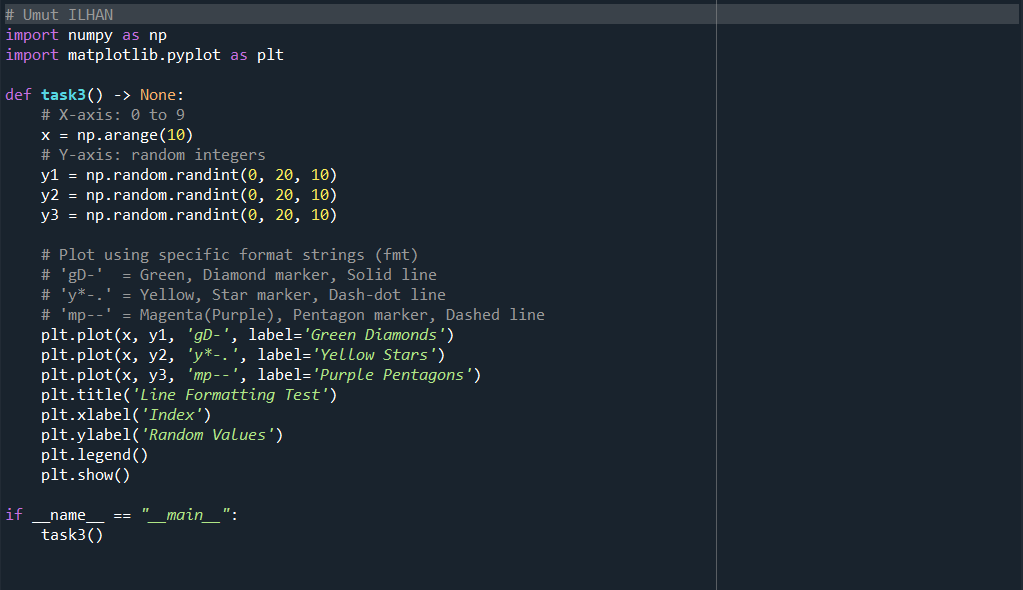 # Umut ILHAN
import numpy as np
import matplotlib.pyplot as plt

def task3() -> None:
    # X-axis: 0 to 9
    x = np.arange(10)
    # Y-axis: random integers
    y1 = np.random.randint(0, 20, 10)
    y2 = np.random.randint(0, 20, 10)
    y3 = np.random.randint(0, 20, 10)

    # Plot using specific format strings (fmt)
    # 'gD-'  = Green, Diamond marker, Solid line
    # 'y*-.' = Yellow, Star marker, Dash-dot line
    # 'mp--' = Magenta(Purple), Pentagon marker, Dashed line
    plt.plot(x, y1, 'gD-', label='Green Diamonds')
    plt.plot(x, y2, 'y*-.', label='Yellow Stars')
    plt.plot(x, y3, 'mp--', label='Purple Pentagons')
    plt.title('Line Formatting Test')
    plt.xlabel('Index')
    plt.ylabel('Random Values')
    plt.legend()
    plt.show()

if __name__ == "__main__":
    task3()